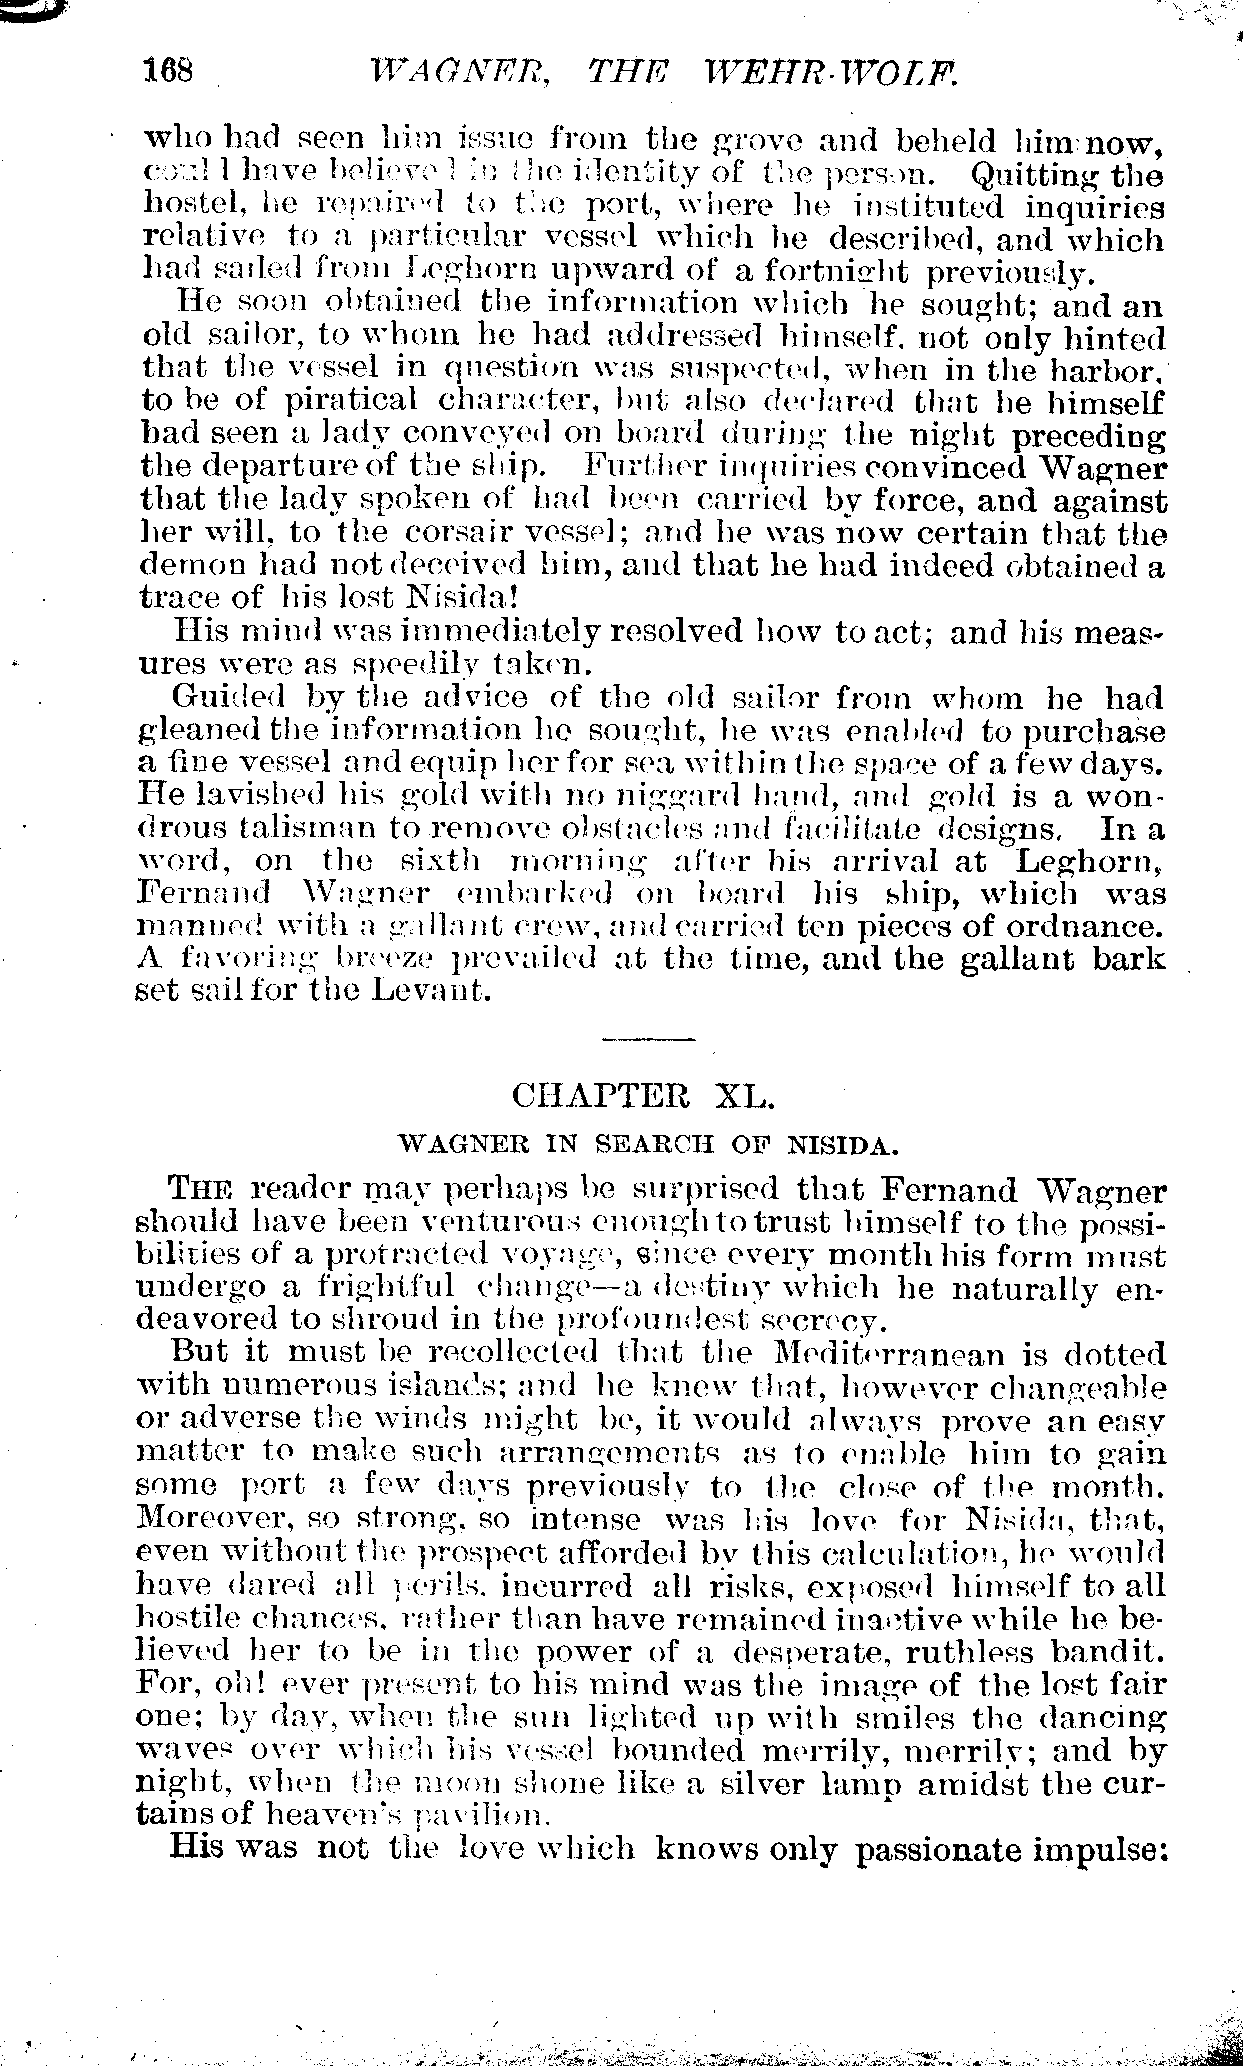 168 WAGNER, THE WEHR-WOLF.
who had seen him issue from the grove and beheld him now,
could have believed in the identity of the person. Quitting the
hostel, he repaired to the port, where he instituted inquiries
relative to a particular vessel which he described, and which
had sailed from Leghorn upward of a fortnight previously.
He soon obtained the information which he sought; and an
old sailor, to whom he had addressed himself, not only hinted
that the vessel in question was suspected, when in the harbor,
to be of piratical character, but also declared that he himself
had seen a lady conveyed on board during the night preceding
the departure of the ship. Further inquiries convinced Wagner
that the lady spoken of had been carried by force, and against
her will, to the corsair vessel; and he was now certain that the
demon had not deceived him, and that he had indeed obtained a
trace of his lost Nisida!
His mind was immediately resolved how to act; and his meas-
ures were as speedily taken.
Guided by the advice of the old sailor from whom he had
gleaned the information he sought, he was enabled to purchase
a fine vessel and equip her for sea within the space of a few days.
He lavished his gold with no niggard hand, and gold is a won-
drous talisman to remove obstacles and facilitate designs. In a
word, on the sixth morning after his arrival at Leghorn,
Fernand Wagner embarked on board his ship, which was
manned with a gallant crew, and carried ten pieces of ordnance.
A favoring breeze prevailed at the time, and the gallant bark
set sail for the Levant.
CHAPTER XL.
WAGNER IN SEARCH OF NISIDA.
THE reader may perhaps be surprised that Fernand Wagner
should have been venturous enough to trust himself to the possi-
bilities of a protracted voyage, since every month his form must
undergo a frightful change—a destiny which he naturally en-
deavored to shroud in the profoundest secrecy.
But it must be recollected that the Mediterranean is dotted
with numerous islands; and he knew that, however changeable
or adverse the winds might be, it would always prove an easy
matter to make such arrangements as to enable him to gain
some port a few days previously to the close of the month.
Moreover, so strong, so intense was his love for Nisida, that,
even without the prospect afforded by this calculation, he would
have dared all perils, incurred all risks, exposed himself to all
hostile chances, rather than have remained inactive while he be-
lieved her to be in the power of a desperate, ruthless bandit.
For, oh! ever present to his mind was the image of the lost fair
one; by day, when the sun lighted up with smiles the dancing
waves over which his vessel bounded merrily, merrily; and by
night, when the moon shone like a silver lamp amidst the cur-
tains of heaven's pavilion.
His was not the love which knows only passionate impulse: